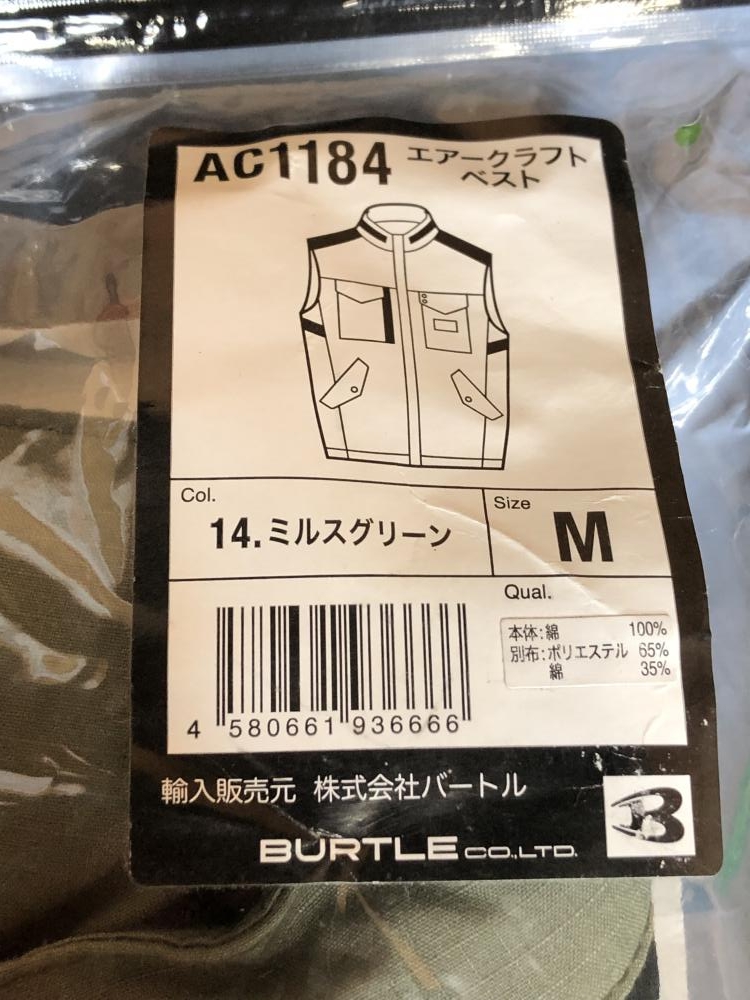 AC1184 エアークラフト
ベスト
Col.
14.ミルスグリーン
Size
M
Qual.
本体:綿 100%
別布:ポリエステル 65%
綿 35%
4 580661 936666
輸入販売元 株式会社バートル
BURTLE CO.,LTD.
B